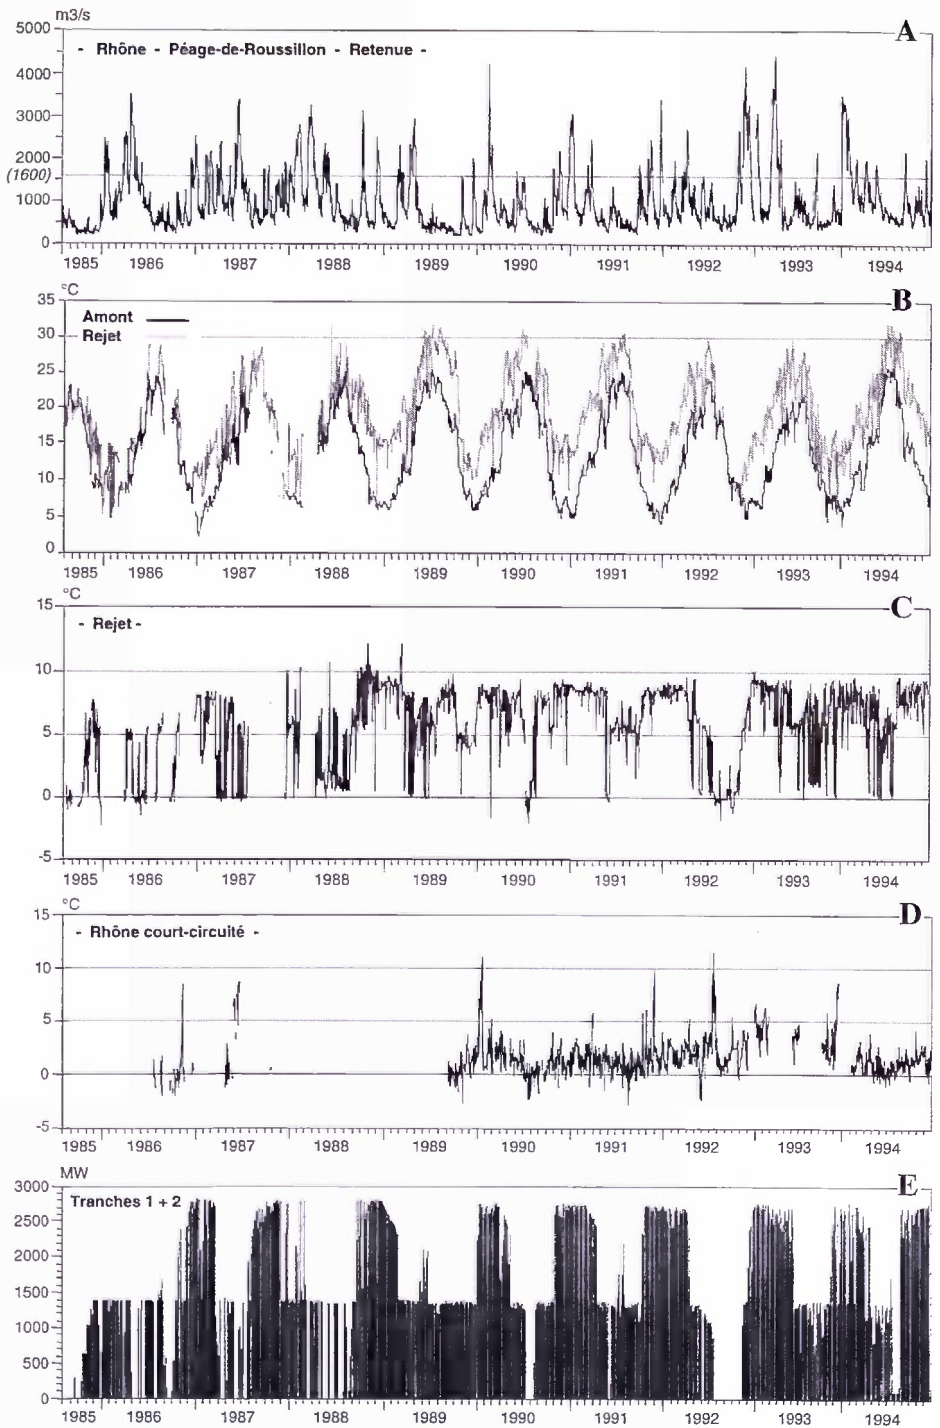 m3/s
A
5000
- Rhône - Péage-de-Roussillon - Retenue -
4000
3000
2000
(1600)
1000
0
1985 1986 1987 1988 1989 1990 1991 1992 1993 1994
°C
B
35
Amont
30
Rejet
25
20
15
10
5
0
1985 1986 1987 1988 1989 1990 1991 1992 1993 1994
°C
C
15
- Rejet -
10
5
0
-5
1985 1986 1987 1988 1989 1990 1991 1992 1993 1994
°C
D
15
- Rhône court-circuité -
10
5
0
-5
1985 1986 1987 1988 1989 1990 1991 1992 1993 1994
MW
E
3000
Tranches 1 + 2
2500
2000
1500
1000
500
0
1985 1986 1987 1988 1989 1990 1991 1992 1993 1994